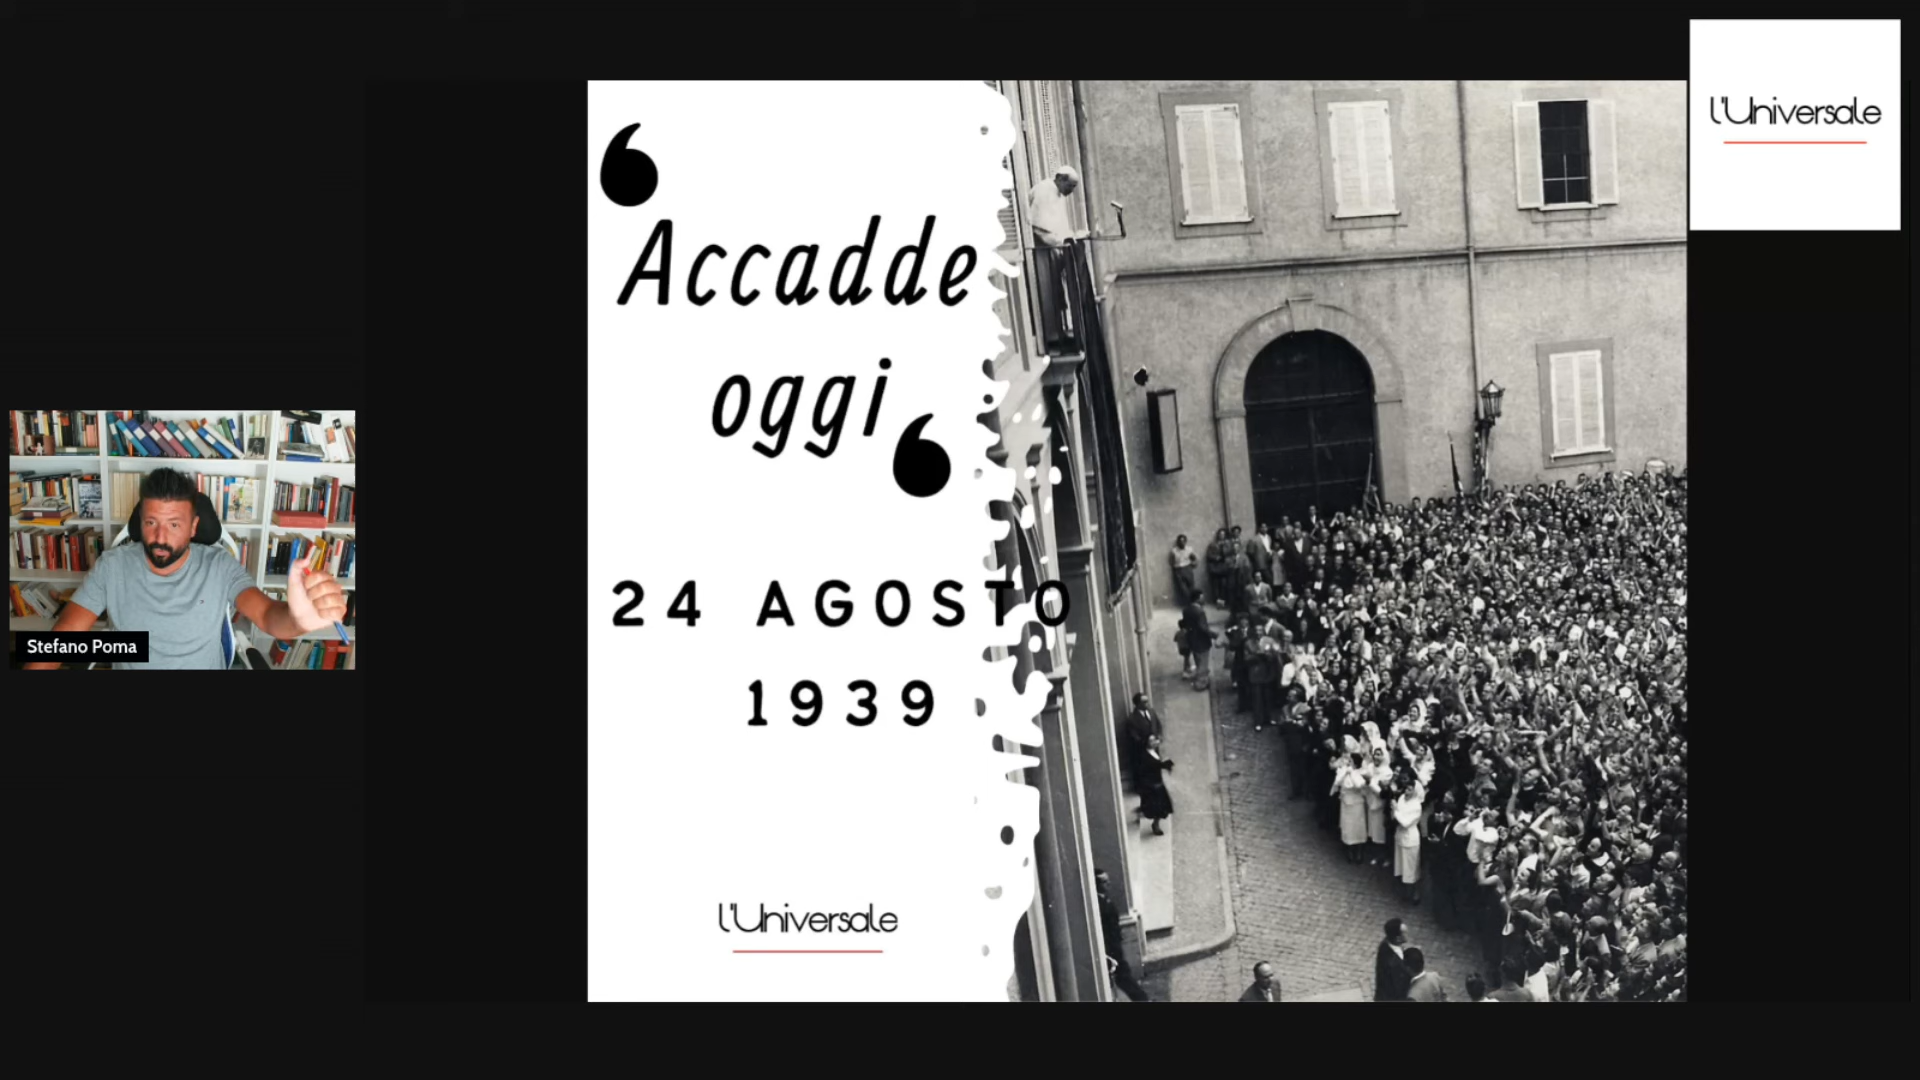 l'Universale
Accadde
oggi
24 AGOSTO
1939
l'Universale
Stefano Poma